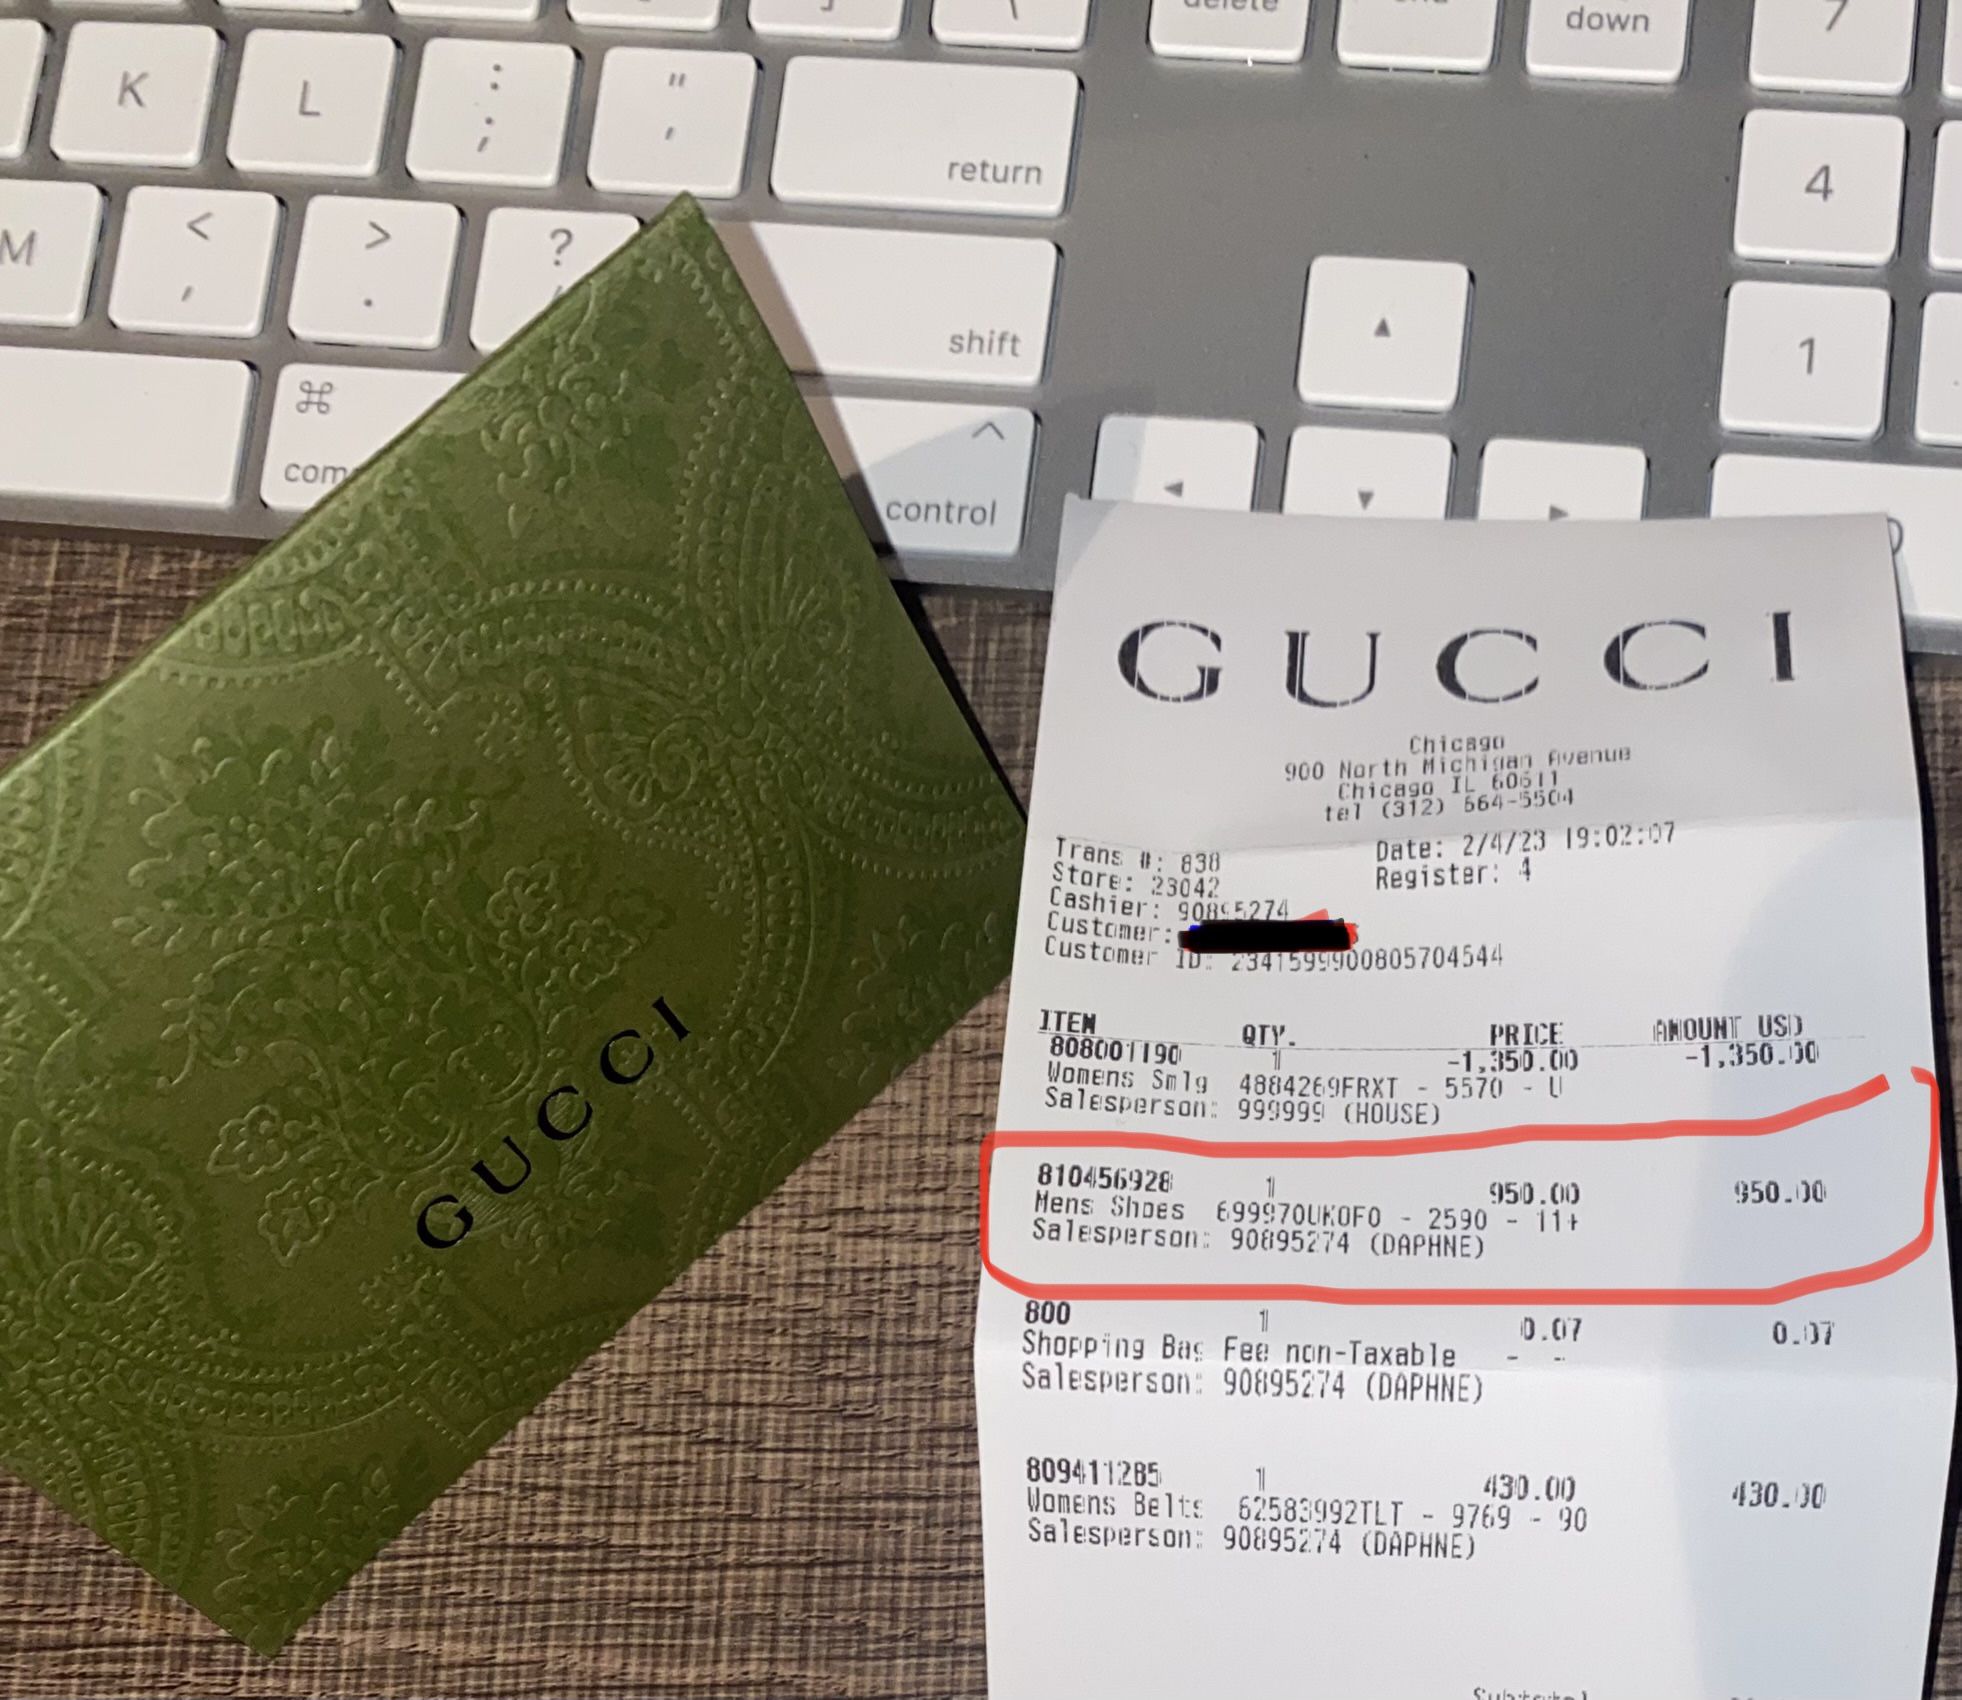 delete
down
7
K
L
:
;
"
'
return
4
M
<
,
>
.
?
shift
1
⌘
control
GUCCI
GUCCI
Chicago
900 North Michigan Avenue
Chicago IL 60611
tel (312) 664-5504
Trans #: 838 Date: 2/4/23 19:02:07
Store: 23042 Register: 4
Cashier: 90895274
Customer:
Customer ID: 2341599900805704544
ITEM QTY. PRICE AMOUNT USD
808001190 1 -1,350.00 -1,350.00
Womens Smlg 4884269FRXT - 5570 - U
Salesperson: 999999 (HOUSE)
810456928 1 950.00 950.00
Mens Shoes 699970UKOF0 - 2590 - 11+
Salesperson: 90895274 (DAPHNE)
800 1 0.07 0.07
Shopping Bag Fee non-Taxable - -
Salesperson: 90895274 (DAPHNE)
809411285 1 430.00 430.00
Womens Belts 62583992TLT - 9769 - 90
Salesperson: 90895274 (DAPHNE)